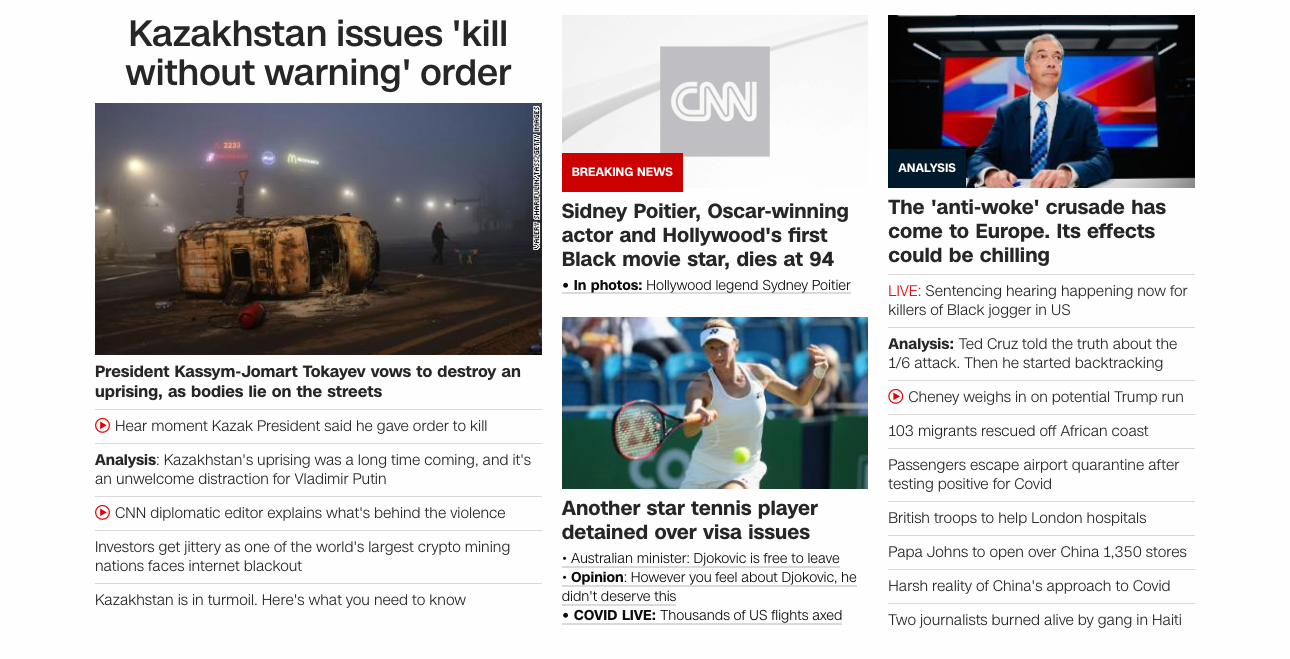 Kazakhstan issues 'kill
without warning' order
VALERY SHARIFULIN/TASS/GETTY IMAGES
2233
President Kassym-Jomart Tokayev vows to destroy an
uprising, as bodies lie on the streets
Hear moment Kazak President said he gave order to kill
Analysis: Kazakhstan's uprising was a long time coming, and it's
an unwelcome distraction for Vladimir Putin
CNN diplomatic editor explains what's behind the violence
Investors get jittery as one of the world's largest crypto mining
nations faces internet blackout
Kazakhstan is in turmoil. Here's what you need to know
CNN
BREAKING NEWS
Sidney Poitier, Oscar-winning
actor and Hollywood's first
Black movie star, dies at 94
• In photos: Hollywood legend Sydney Poitier
CO
Another star tennis player
detained over visa issues
• Australian minister: Djokovic is free to leave
• Opinion: However you feel about Djokovic, he
didn't deserve this
• COVID LIVE: Thousands of US flights axed
ANALYSIS
The 'anti-woke' crusade has
come to Europe. Its effects
could be chilling
LIVE: Sentencing hearing happening now for
killers of Black jogger in US
Analysis: Ted Cruz told the truth about the
1/6 attack. Then he started backtracking
Cheney weighs in on potential Trump run
103 migrants rescued off African coast
Passengers escape airport quarantine after
testing positive for Covid
British troops to help London hospitals
Papa Johns to open over China 1,350 stores
Harsh reality of China's approach to Covid
Two journalists burned alive by gang in Haiti